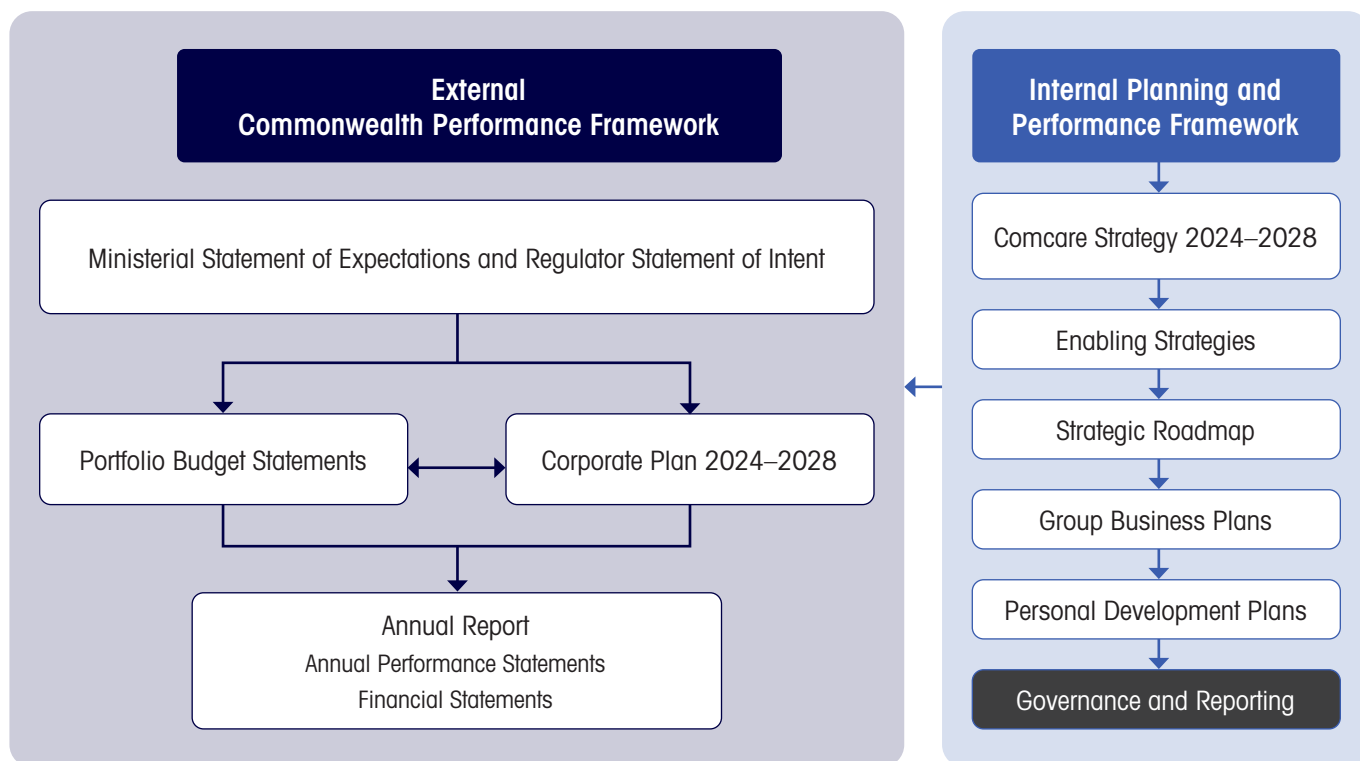 External
Commonwealth Performance Framework
Ministerial Statement of Expectations and Regulator Statement of Intent
Portfolio Budget Statements
Corporate Plan 2024–2028
Annual Report
Annual Performance Statements
Financial Statements
Internal Planning and
Performance Framework
Comcare Strategy 2024–2028
Enabling Strategies
Strategic Roadmap
Group Business Plans
Personal Development Plans
Governance and Reporting